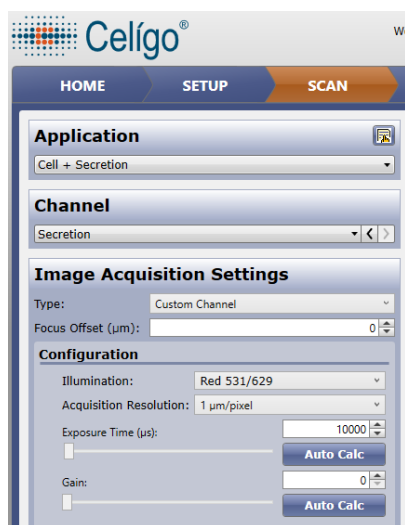 Celígo®
HOME SETUP SCAN
Application
Cell + Secretion
Channel
Secretion
Image Acquisition Settings
Type: Custom Channel
Focus Offset (µm): 0
Configuration
Illumination: Red 531/629
Acquisition Resolution: 1 µm/pixel
Exposure Time (µs): 10000
Auto Calc
Gain: 0
Auto Calc